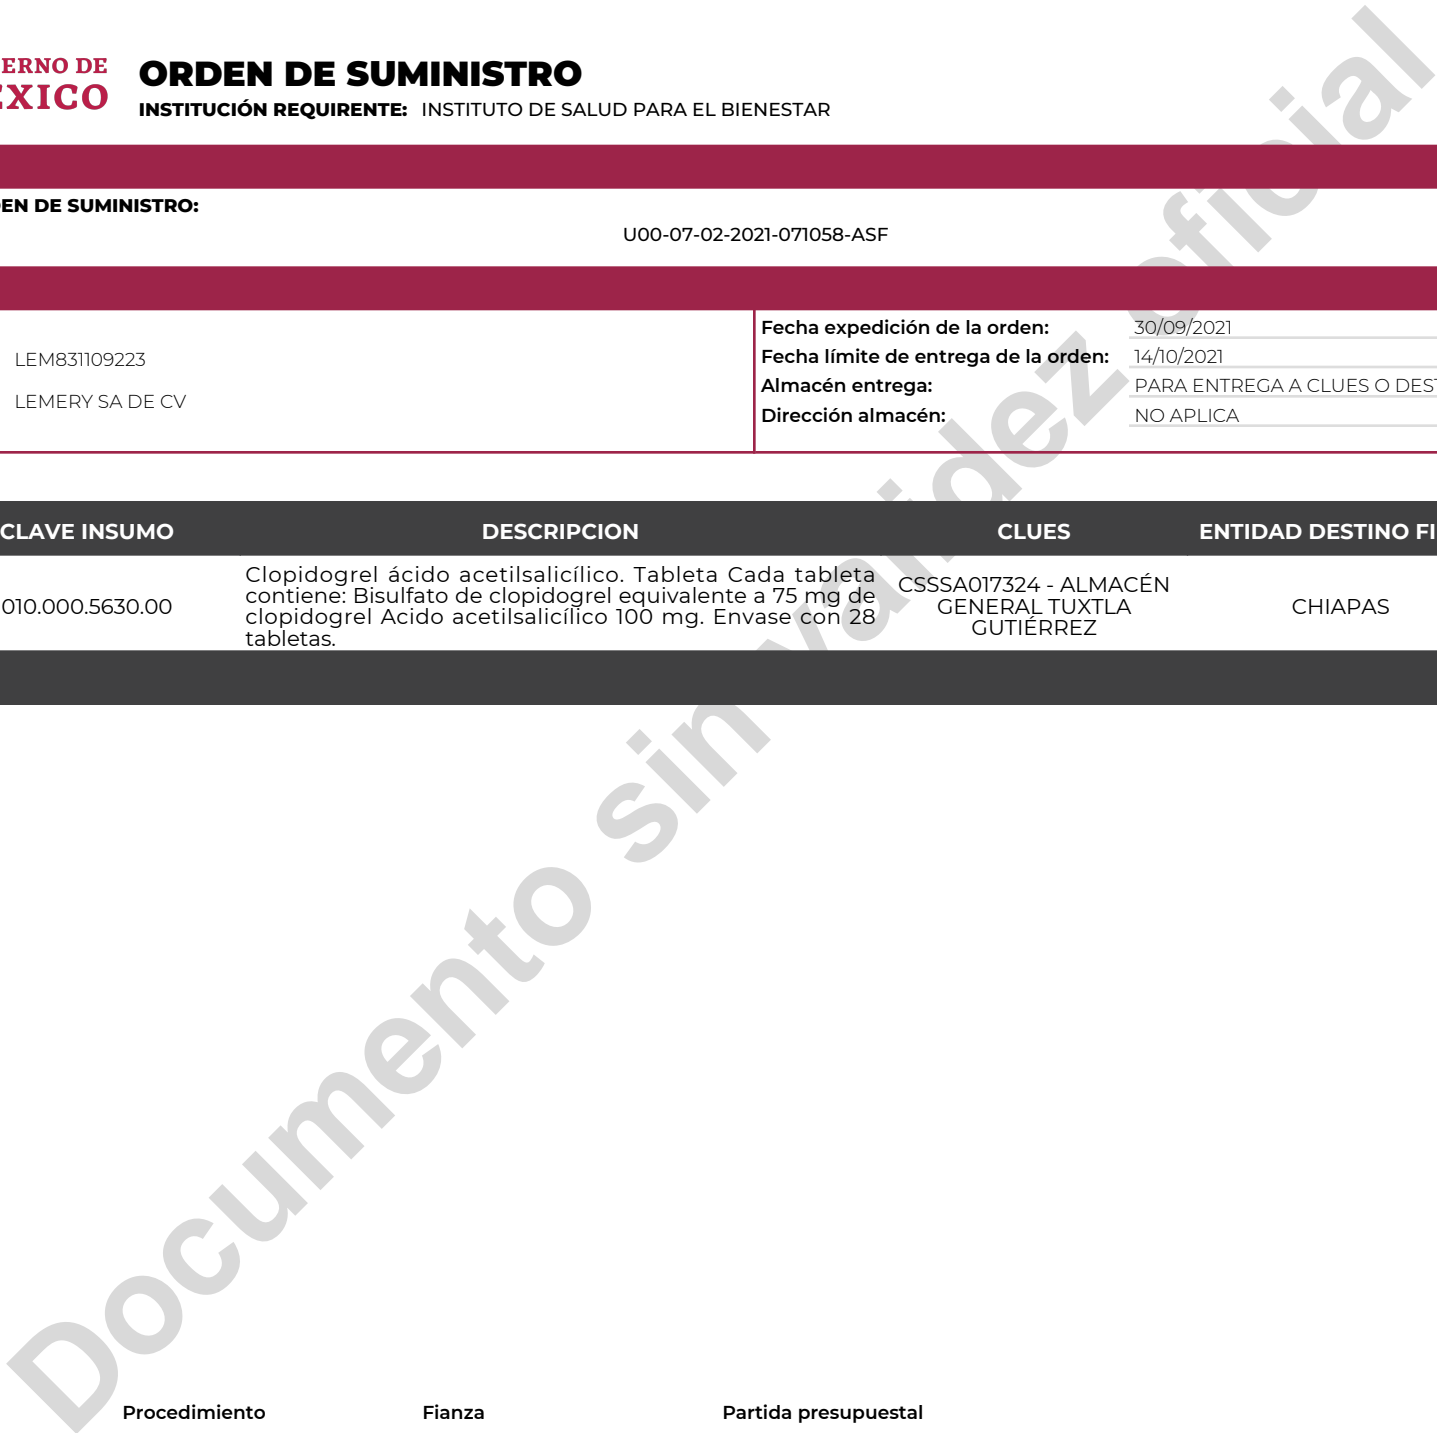 ERNO DE
ÉXICO
ORDEN DE SUMINISTRO
INSTITUCIÓN REQUIRENTE: INSTITUTO DE SALUD PARA EL BIENESTAR
EN DE SUMINISTRO:
U00-07-02-2021-071058-ASF
LEM831109223
LEMERY SA DE CV
Fecha expedición de la orden: 30/09/2021
Fecha límite de entrega de la orden: 14/10/2021
Almacén entrega: PARA ENTREGA A CLUES O DEST
Dirección almacén: NO APLICA
CLAVE INSUMO DESCRIPCION CLUES ENTIDAD DESTINO FI
010.000.5630.00
Clopidogrel ácido acetilsalicílico. Tableta Cada tableta
contiene: Bisulfato de clopidogrel equivalente a 75 mg de
clopidogrel Acido acetilsalicílico 100 mg. Envase con 28
tabletas.
CSSSA017324 - ALMACÉN
GENERAL TUXTLA
GUTIÉRREZ
CHIAPAS
Documento sin validez oficial
Procedimiento Fianza Partida presupuestal